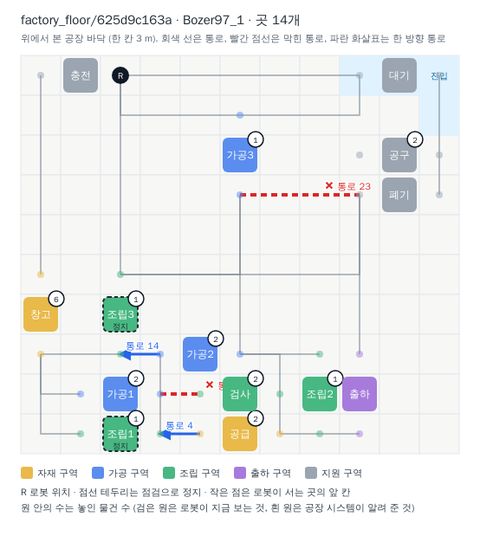 factory_floor/625d9c163a · Bozer97_1 · 곳 14개
위에서 본 공장 바닥 (한 칸 3 m). 회색 선은 통로, 빨간 점선은 막힌 통로, 파란 화살표는 한 방향 통로
충전
R
대기
가공3
1
공구
2
✖ 통로 23
폐기
창고
6
조립3
1
정지
통로 14
가공2
2
✖
가공1
2
검사
2
조립2
1
출하
조립1
1
정지
통로 4
공급
2
자재 구역
가공 구역
조립 구역
출하 구역
지원 구역
R 로봇 위치 · 점선 테두리는 점검으로 정지 · 작은 점은 로봇이 서는 곳의 앞 칸
원 안의 수는 놓인 물건 수 (검은 원은 로봇이 지금 보는 것, 흰 원은 공장 시스템이 알려 준 것)